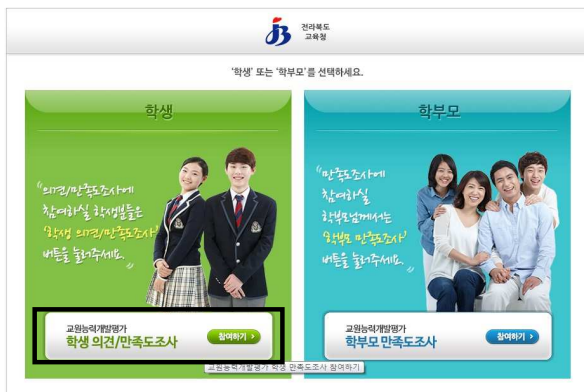 전라북도
교육청
'학생' 또는 '학부모'를 선택하세요.
학생
"의견/만족도조사에
참여하실 학생분들은
'학생 의견/만족도조사'
버튼을 눌러주세요."
교원능력개발평가
학생 의견/만족도조사
참여하기 >
교원능력개발평가 학생 만족도조사 참여하기
학부모
"만족도조사에
참여하실
학부모님께서는
'학부모 만족도조사'
버튼을 눌러주세요."
교원능력개발평가
학부모 만족도조사
참여하기 >